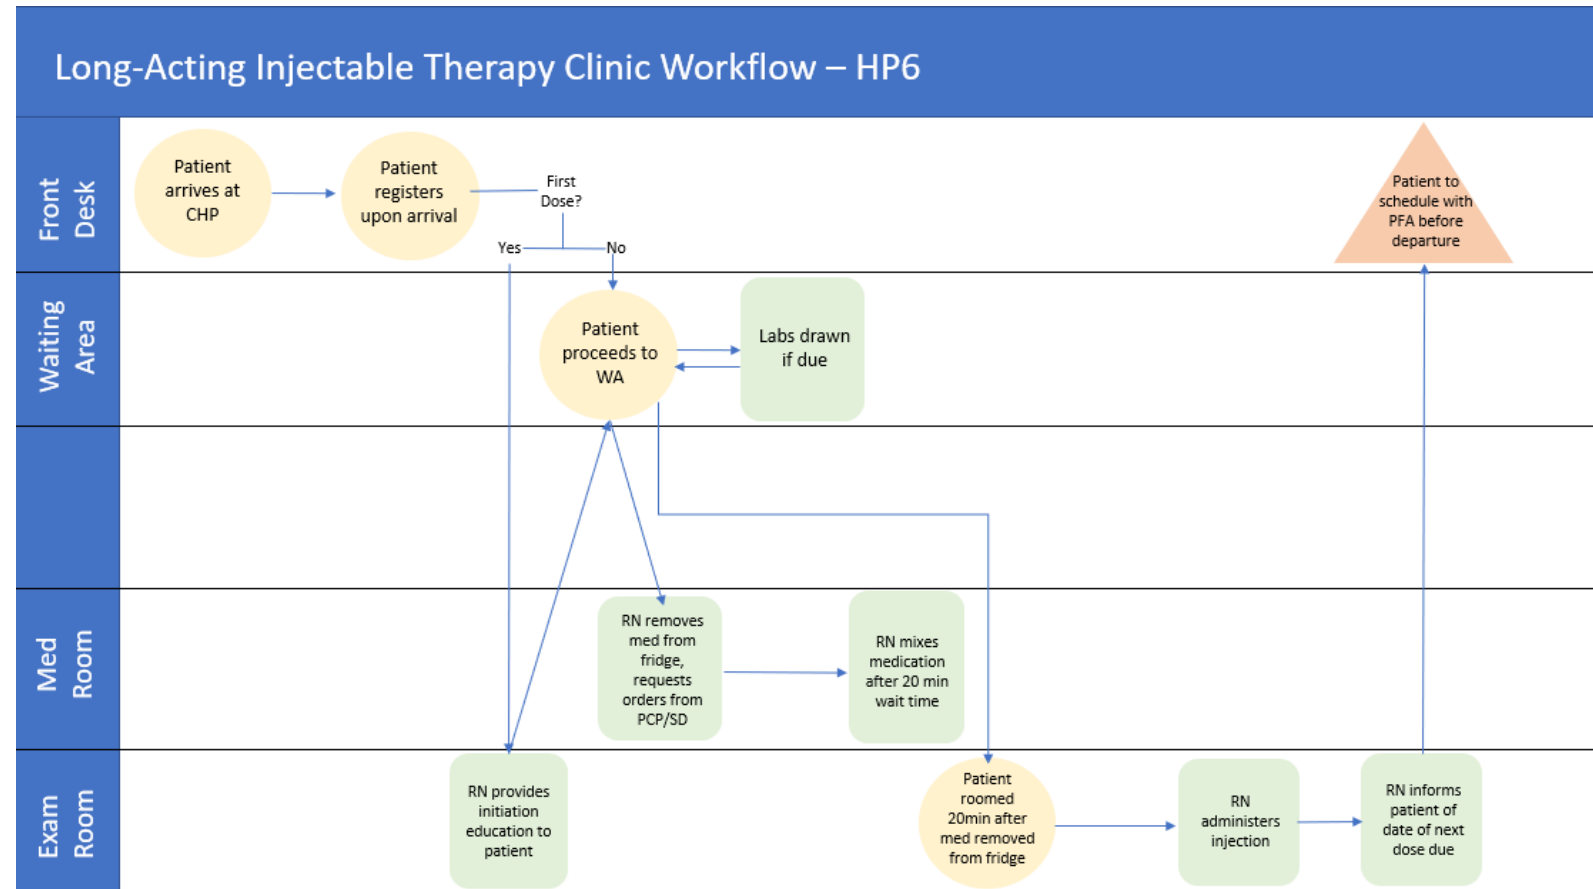 Long-Acting Injectable Therapy Clinic Workflow – HP6
Front
Desk
Patient
arrives at
CHP
Patient
registers
upon arrival
First
Dose?
Yes
No
Patient to
schedule with
PFA before
departure
Waiting
Area
Patient
proceeds to
WA
Labs drawn
if due
Med
Room
RN removes
med from
fridge,
requests
orders from
PCP/SD
RN mixes
medication
after 20 min
wait time
Exam
Room
RN provides
initiation
education to
patient
Patient
roomed
20min after
med removed
from fridge
RN
administers
injection
RN informs
patient of
date of next
dose due